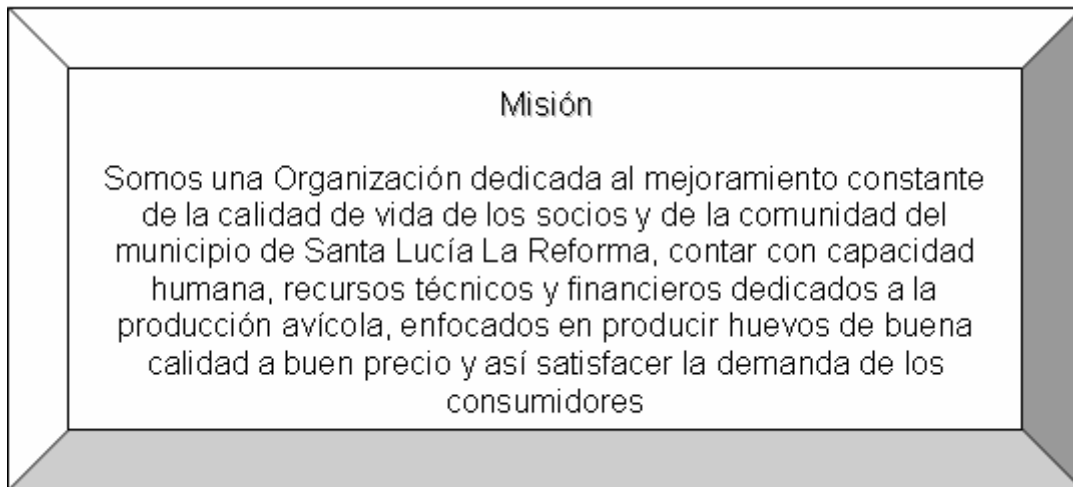 Misión
Somos una Organización dedicada al mejoramiento constante
de la calidad de vida de los socios y de la comunidad del
municipio de Santa Lucía La Reforma, contar con capacidad
humana, recursos técnicos y financieros dedicados a la
producción avícola, enfocados en producir huevos de buena
calidad a buen precio y así satisfacer la demanda de los
consumidores